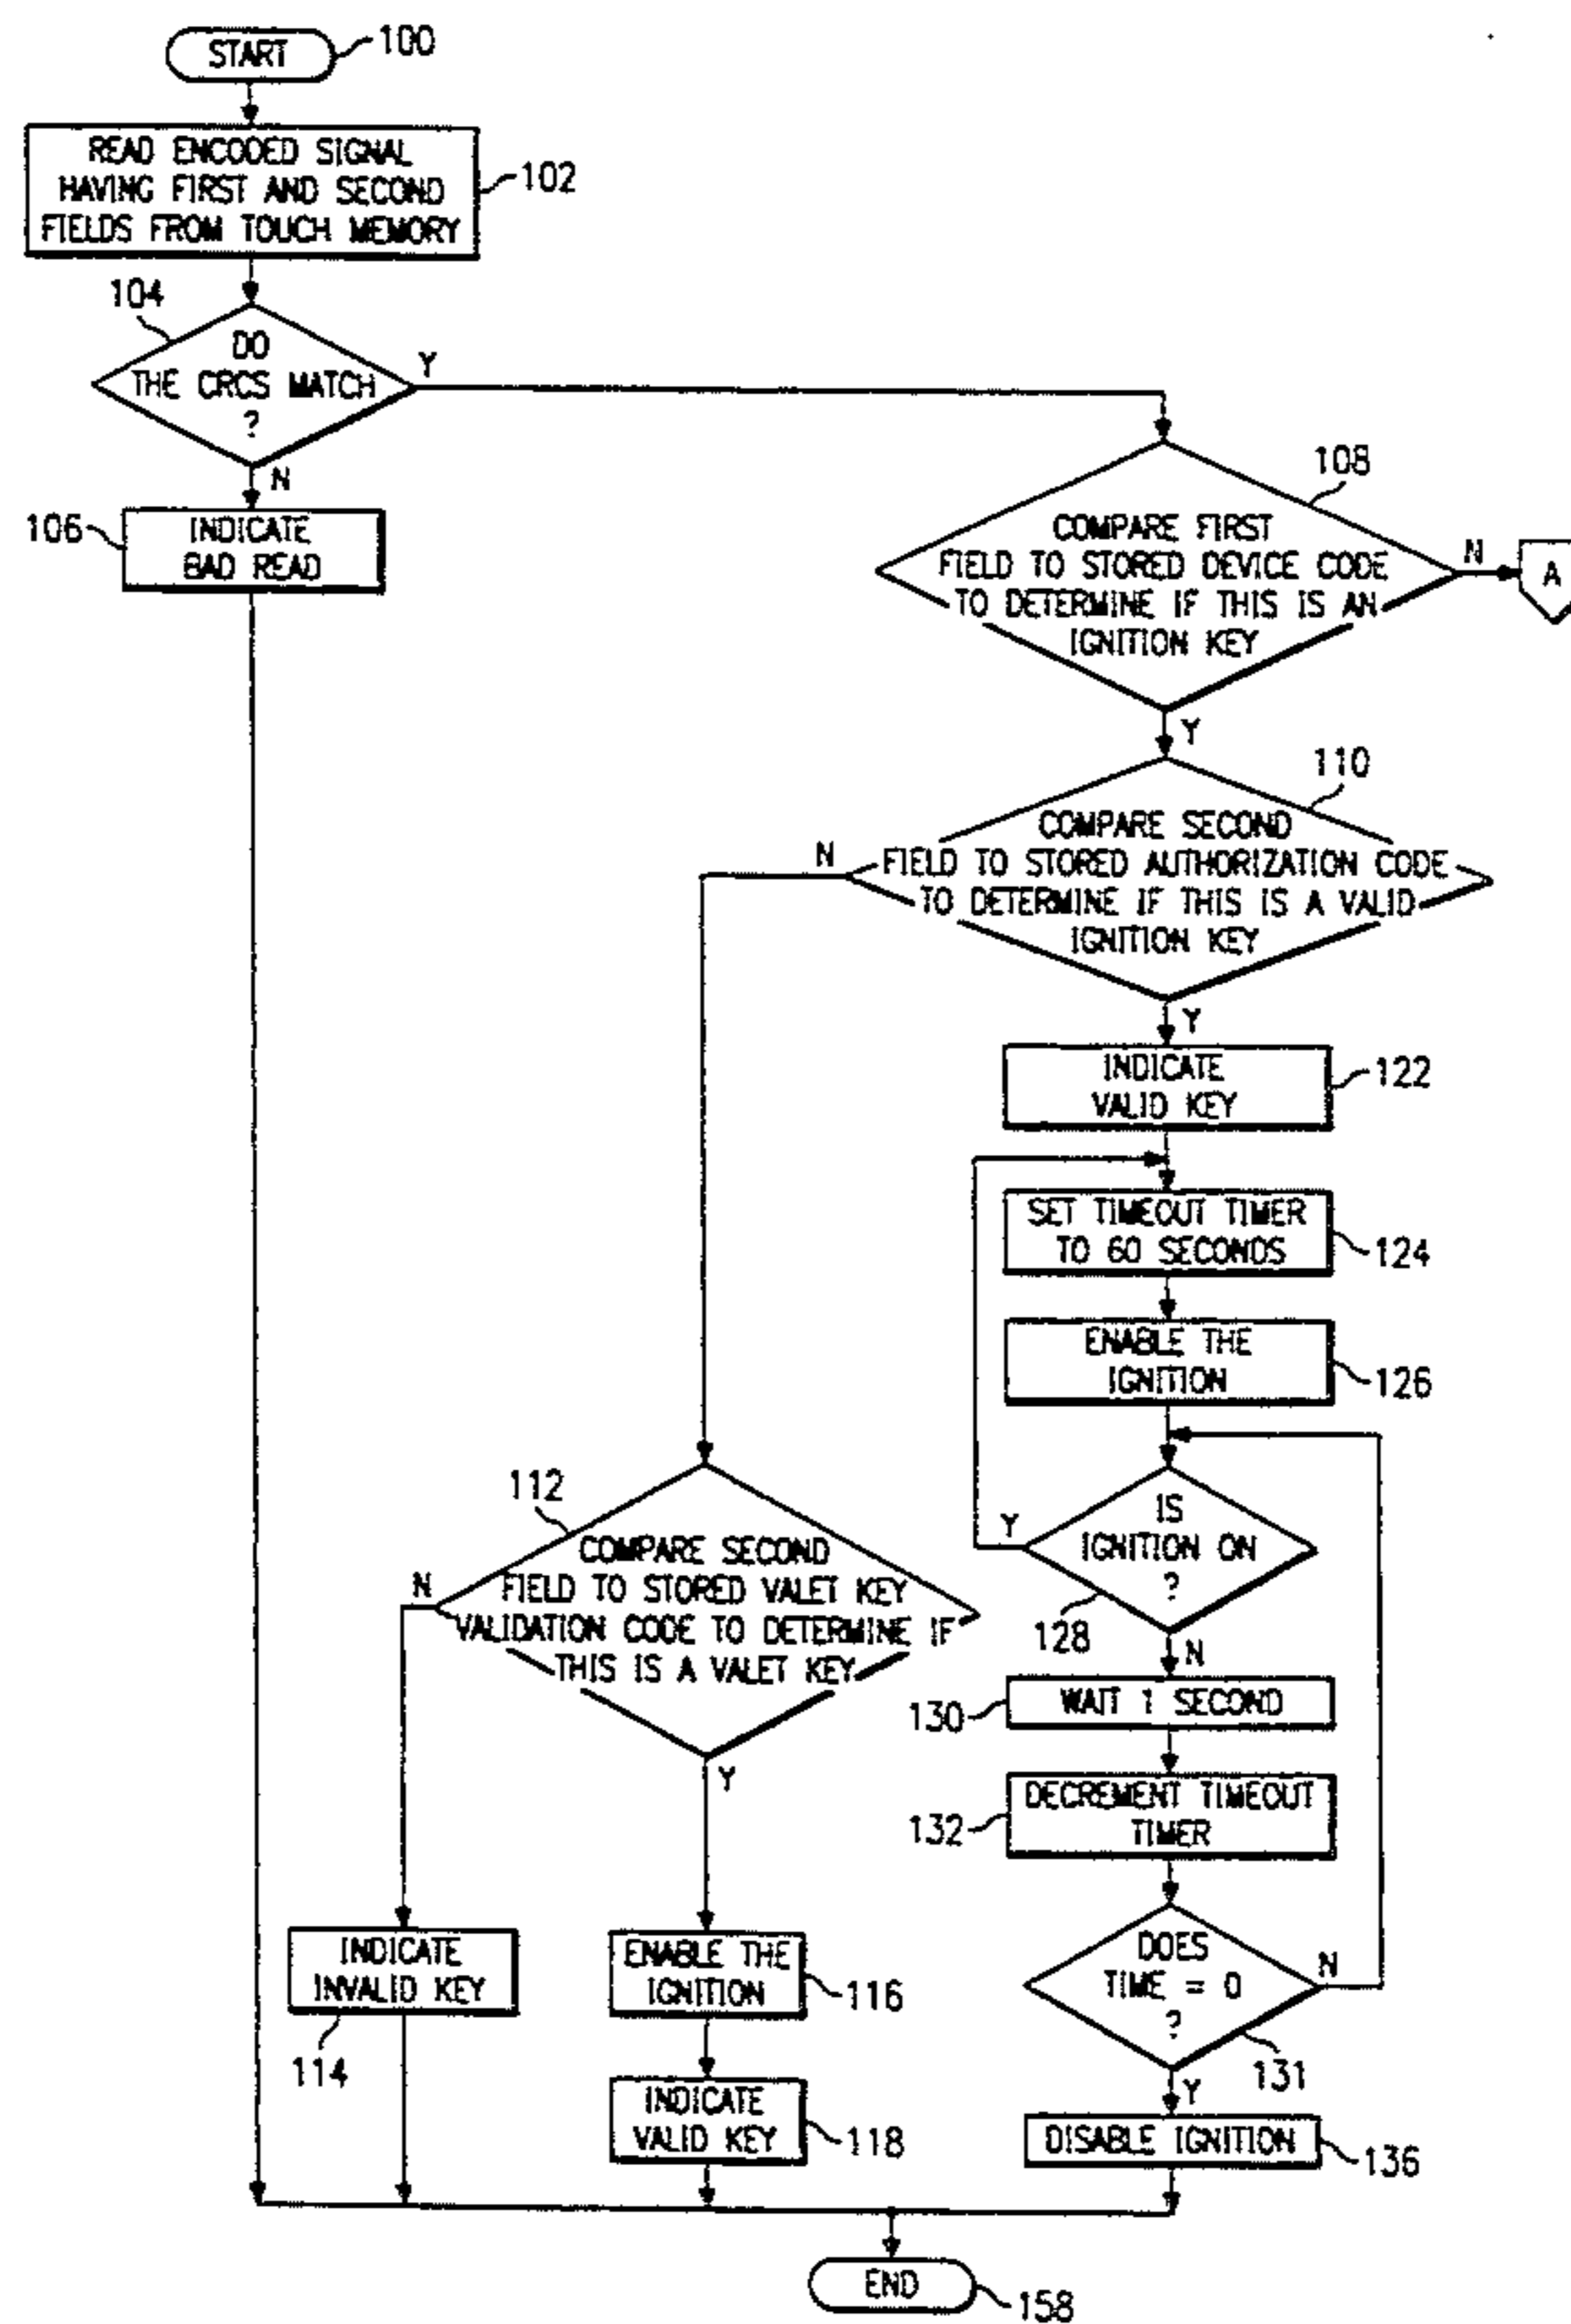 START
100
READ ENCODED SIGNAL
HAVING FIRST AND SECOND
FIELDS FROM TOUCH MEMORY
102
104
DO
THE CRCS MATCH
?
Y
N
106
INDICATE
BAD READ
108
COMPARE FIRST
FIELD TO STORED DEVICE CODE
TO DETERMINE IF THIS IS AN
IGNITION KEY
N
A
Y
110
COMPARE SECOND
FIELD TO STORED AUTHORIZATION CODE
TO DETERMINE IF THIS IS A VALID
IGNITION KEY
N
Y
INDICATE
VALID KEY
122
SET TIMEOUT TIMER
TO 60 SECONDS
124
ENABLE THE
IGNITION
126
IS
IGNITION ON
?
Y
128
N
WAIT 1 SECOND
130
DECREMENT TIMEOUT
TIMER
132
DOES
TIME = 0
?
N
131
Y
DISABLE IGNITION
136
112
COMPARE SECOND
FIELD TO STORED VALET KEY
VALIDATION CODE TO DETERMINE IF
THIS IS A VALET KEY
N
Y
INDICATE
INVALID KEY
114
ENABLE THE
IGNITION
116
INDICATE
VALID KEY
118
END
158